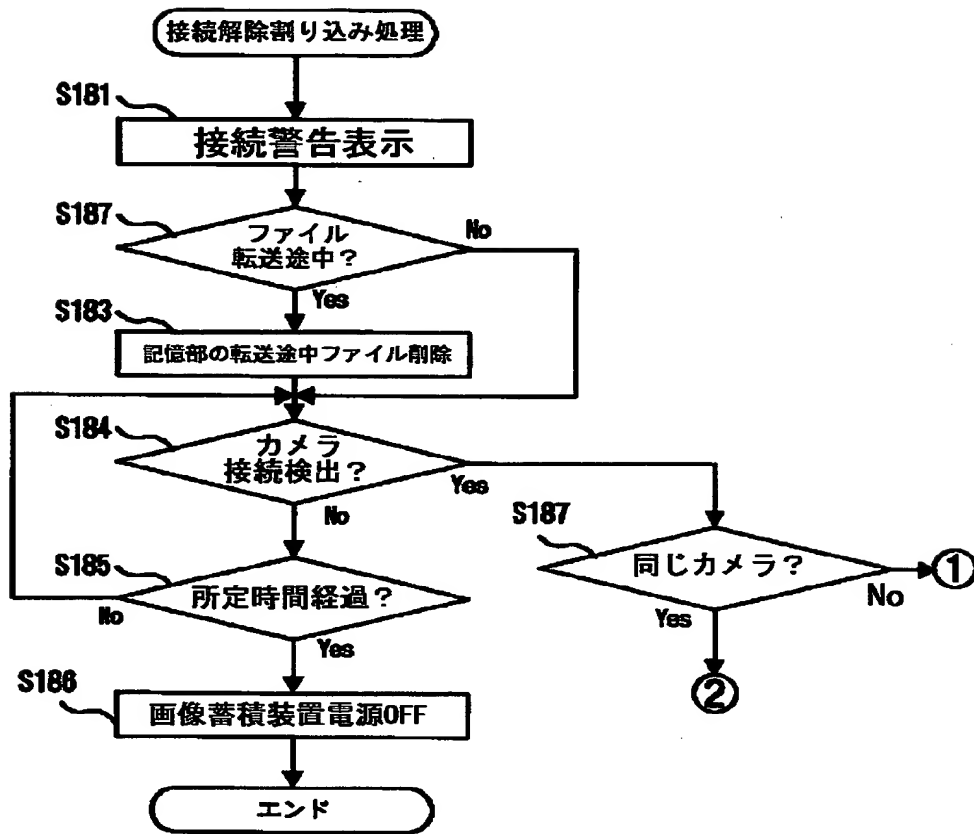 接続解除割り込み処理
S181
接続警告表示
S187
ファイル
転送途中？
No
Yes
S183
記憶部の転送途中ファイル削除
S184
カメラ
接続検出？
Yes
No
S187
同じカメラ？
①
No
Yes
②
S185
所定時間経過？
No
Yes
S186
画像蓄積装置電源OFF
エンド